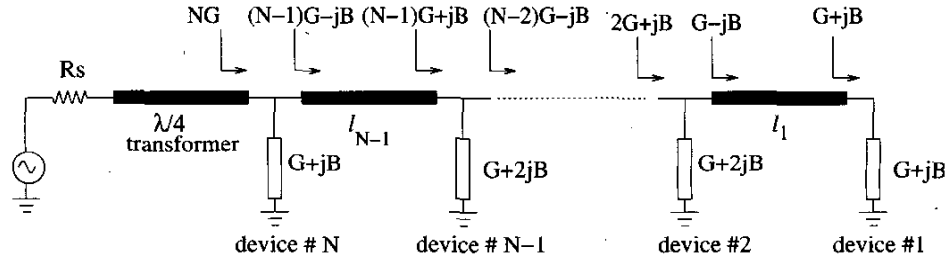 NG (N−1)G−jB (N−1)G+jB (N−2)G−jB 2G+jB G−jB G+jB
Rs
λ/4 l_{N−1} l_1
transformer
G+jB G+2jB G+2jB G+jB
device # N device # N−1 device #2 device #1